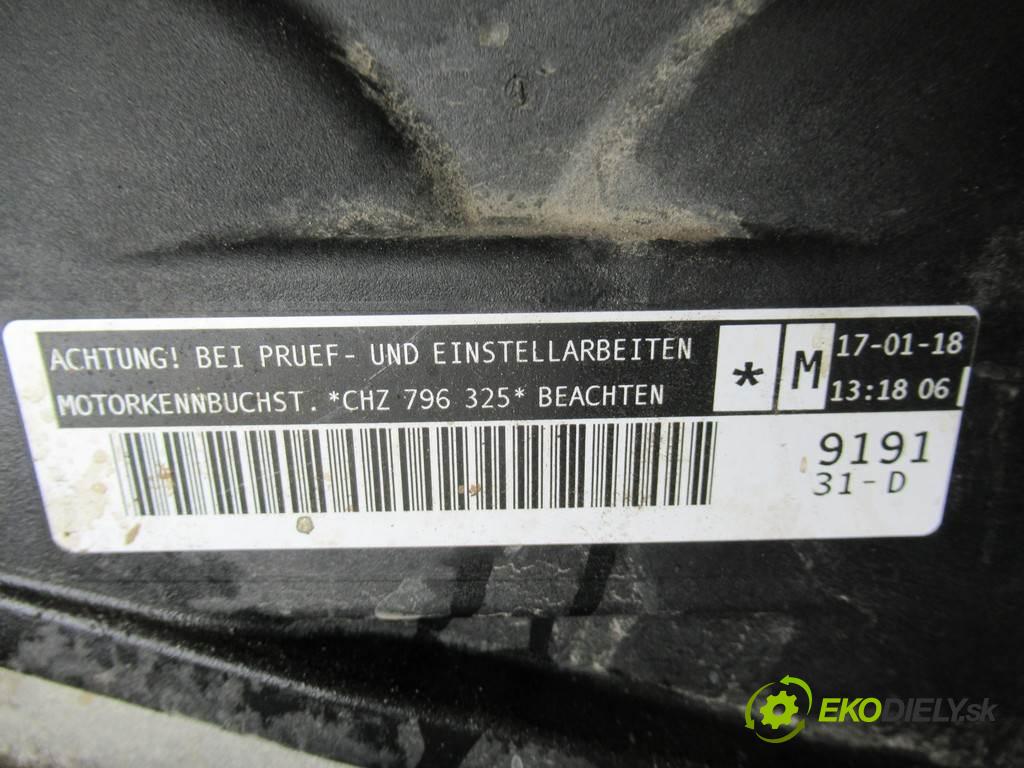 ACHTUNG! BEI PRUEF- UND EINSTELLARBEITEN
MOTORKENNBUCHST. *CHZ 796 325* BEACHTEN
* M
17-01-18
13:18 06
9191
31-D
EKODIELY.sk